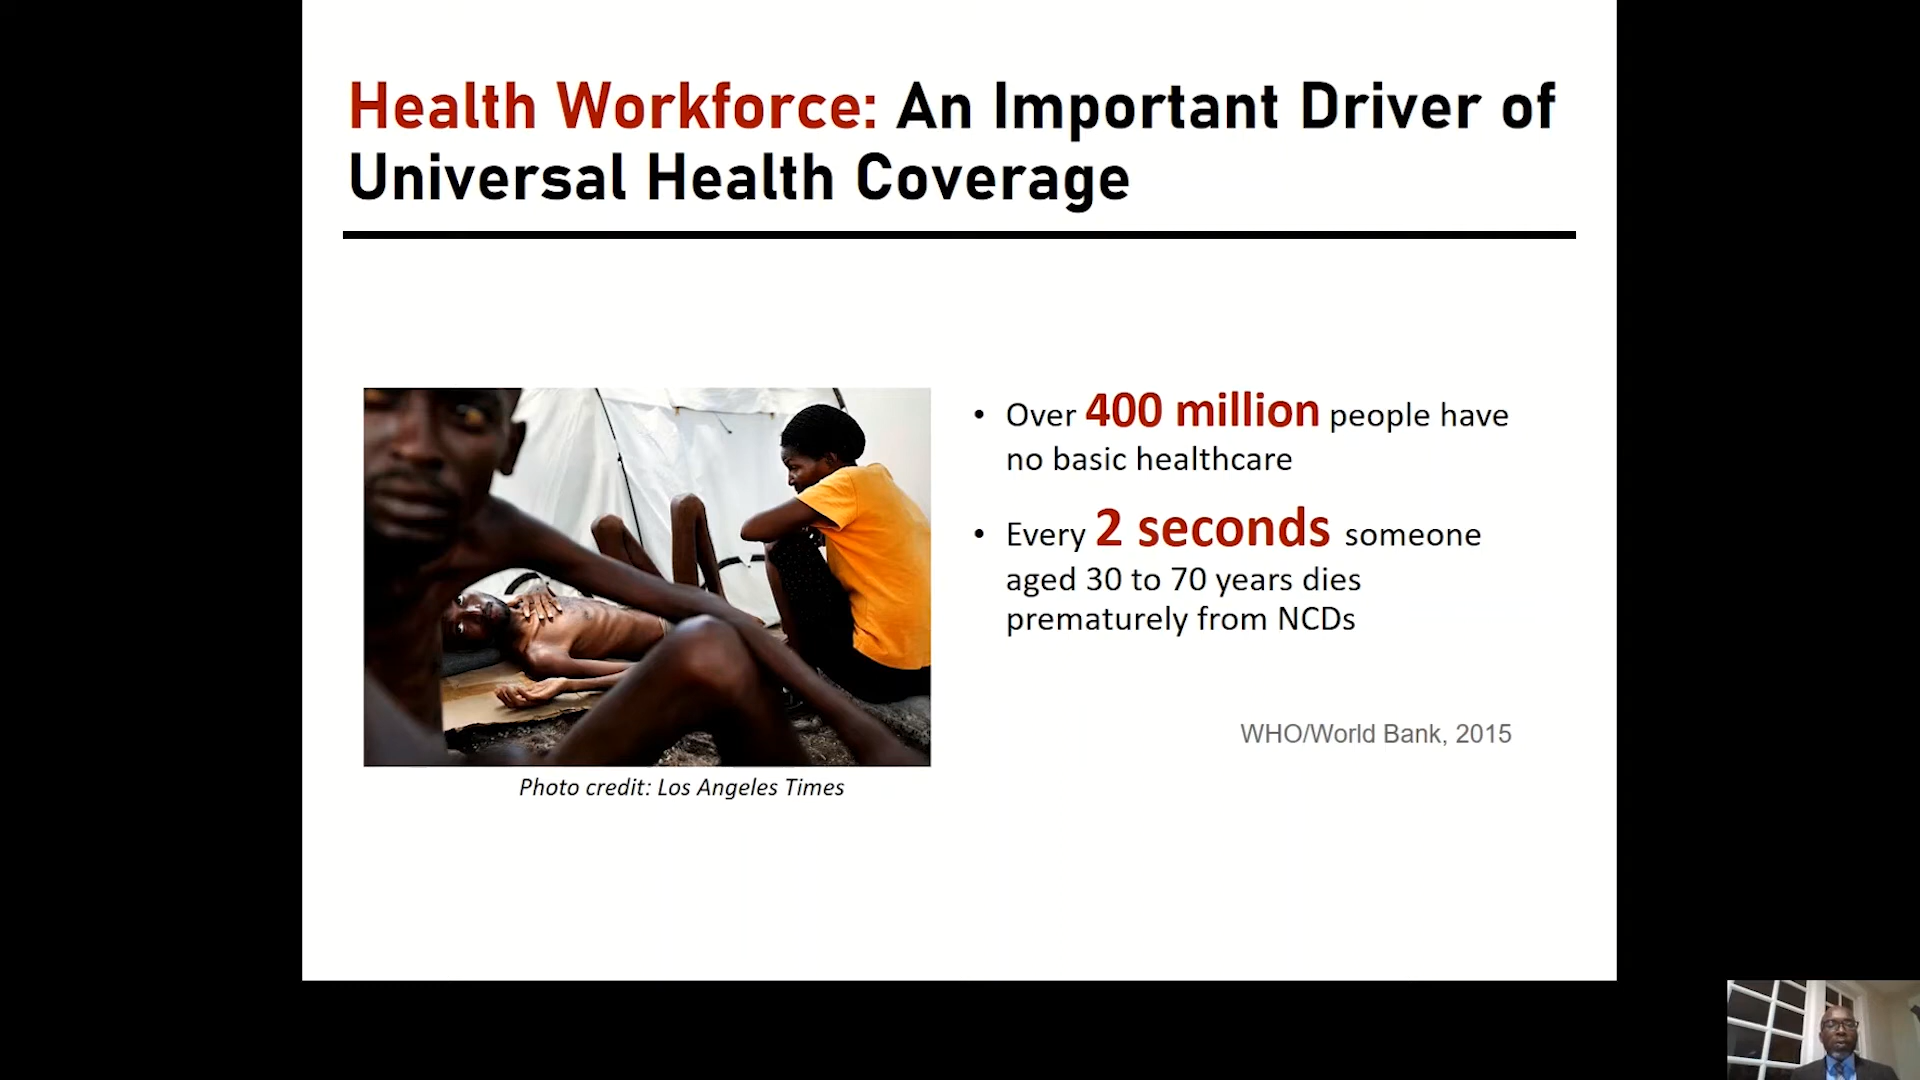 Health Workforce: An Important Driver of
Universal Health Coverage
• Over 400 million people have
no basic healthcare
• Every 2 seconds someone
aged 30 to 70 years dies
prematurely from NCDs
WHO/World Bank, 2015
Photo credit: Los Angeles Times